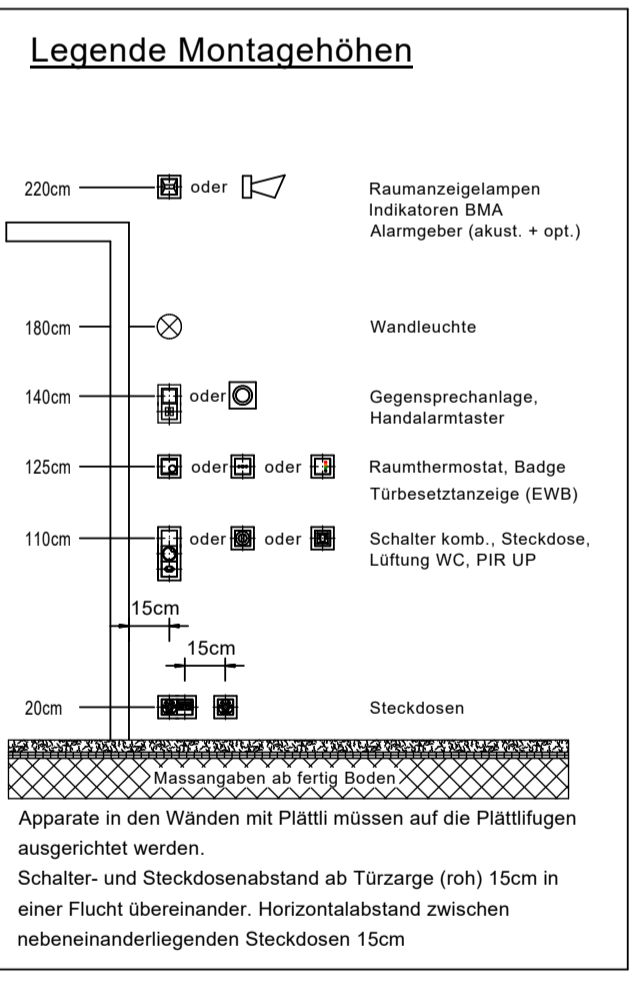 Legende Montagehöhen
220cm oder Raumanzeigelampen
Indikatoren BMA
Alarmgeber (akust. + opt.)
180cm Wandleuchte
140cm oder Gegensprechanlage,
Handalarmtaster
125cm oder oder Raumthermostat, Badge
Türbesetztanzeige (EWB)
110cm oder oder Schalter komb., Steckdose,
Lüftung WC, PIR UP
15cm
15cm
20cm Steckdosen
Massangaben ab fertig Boden
Apparate in den Wänden mit Plättli müssen auf die Plättlifugen
ausgerichtet werden.
Schalter- und Steckdosenabstand ab Türzarge (roh) 15cm in
einer Flucht übereinander. Horizontalabstand zwischen
nebeneinanderliegenden Steckdosen 15cm